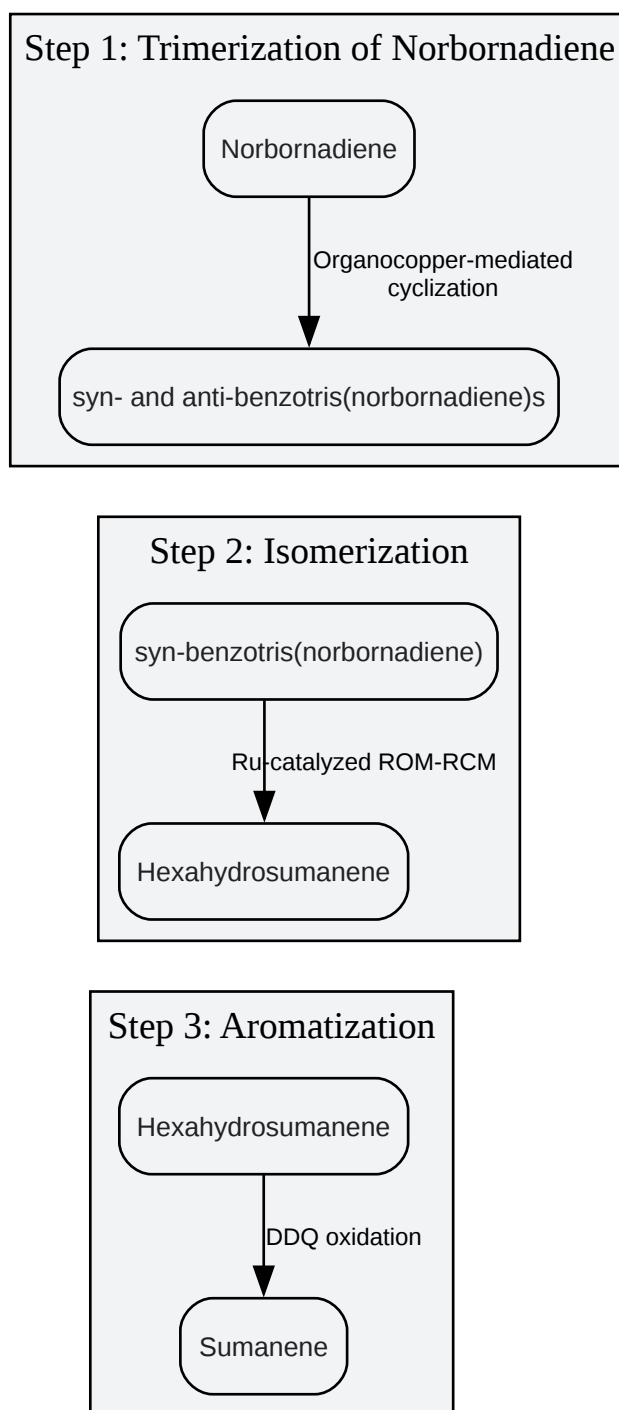 Step 1: Trimerization of Norbornadiene
Norbornadiene
Organocopper-mediated
cyclization
syn- and anti-benzotris(norbornadiene)s
Step 2: Isomerization
syn-benzotris(norbornadiene)
Ru-catalyzed ROM-RCM
Hexahydrosumanene
Step 3: Aromatization
Hexahydrosumanene
DDQ oxidation
Sumanene